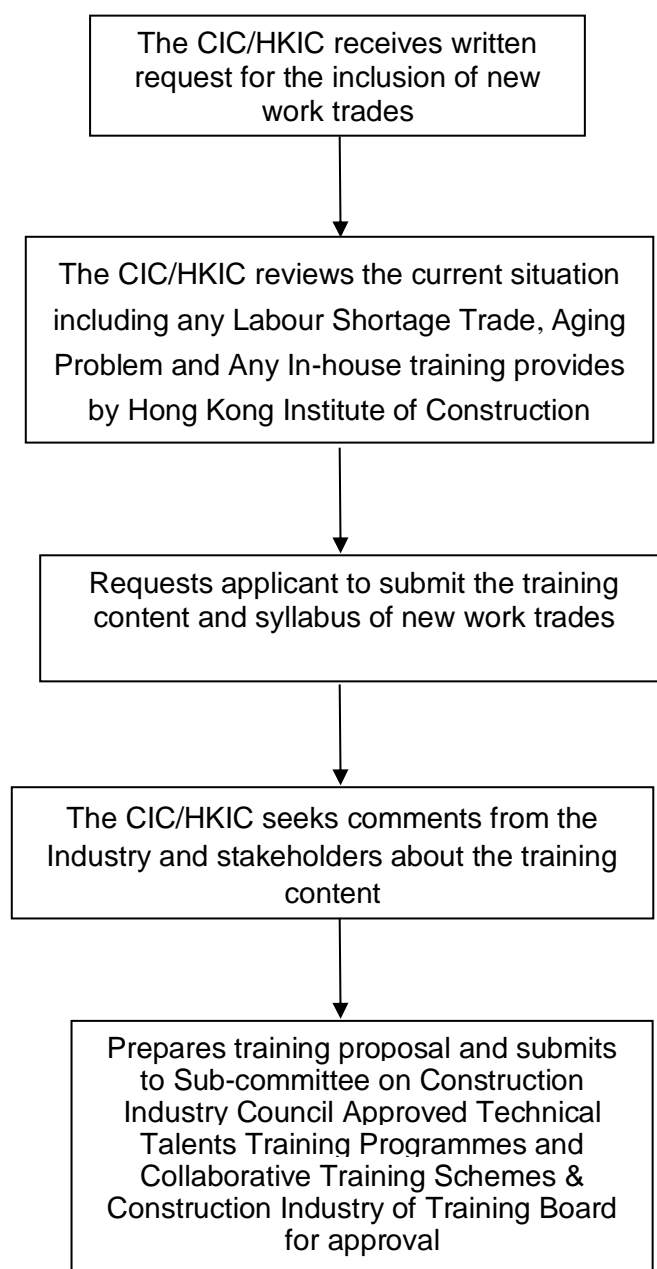 The CIC/HKIC receives written
request for the inclusion of new
work trades
The CIC/HKIC reviews the current situation
including any Labour Shortage Trade, Aging
Problem and Any In-house training provides
by Hong Kong Institute of Construction
Requests applicant to submit the training
content and syllabus of new work trades
The CIC/HKIC seeks comments from the
Industry and stakeholders about the training
content
Prepares training proposal and submits
to Sub-committee on Construction
Industry Council Approved Technical
Talents Training Programmes and
Collaborative Training Schemes &
Construction Industry of Training Board
for approval